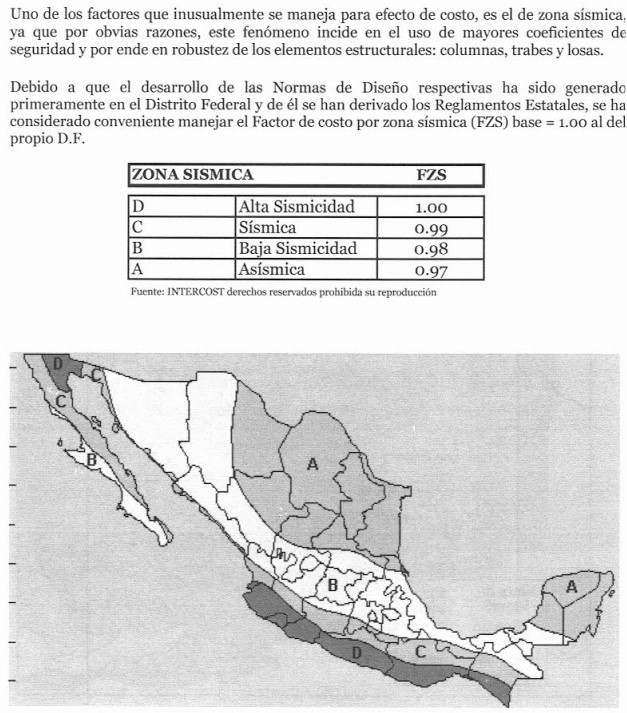 Uno de los factores que inusualmente se maneja para efecto de costo, es el de zona sísmica,
ya que por obvias razones, este fenómeno incide en el uso de mayores coeficientes de
seguridad y por ende en robustez de los elementos estructurales: columnas, trabes y losas.
Debido a que el desarrollo de las Normas de Diseño respectivas ha sido generado
primeramente en el Distrito Federal y de él se han derivado los Reglamentos Estatales, se ha
considerado conveniente manejar el Factor de costo por zona sísmica (FZS) base = 1.00 al del
propio D.F.
ZONA SISMICA FZS
D Alta Sismicidad 1.00
C Sísmica 0.99
B Baja Sismicidad 0.98
A Asísmica 0.97
Fuente: INTERCOST derechos reservados prohibida su reproducción
D
C
C
B
A
A
B
D
C